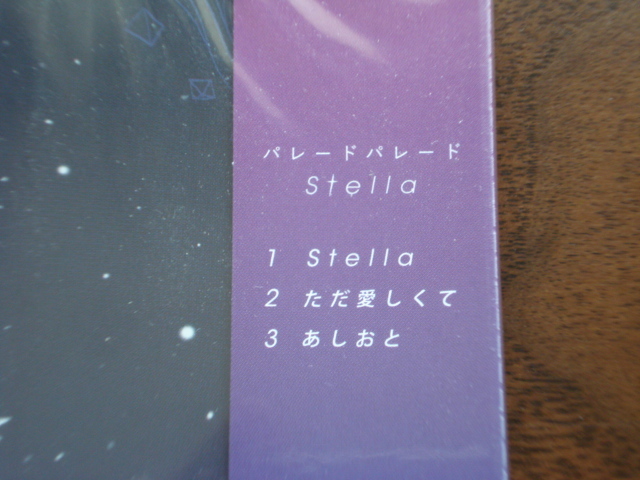 パレードパレード
Stella
1 Stella
2 ただ愛しくて
3 あしおと